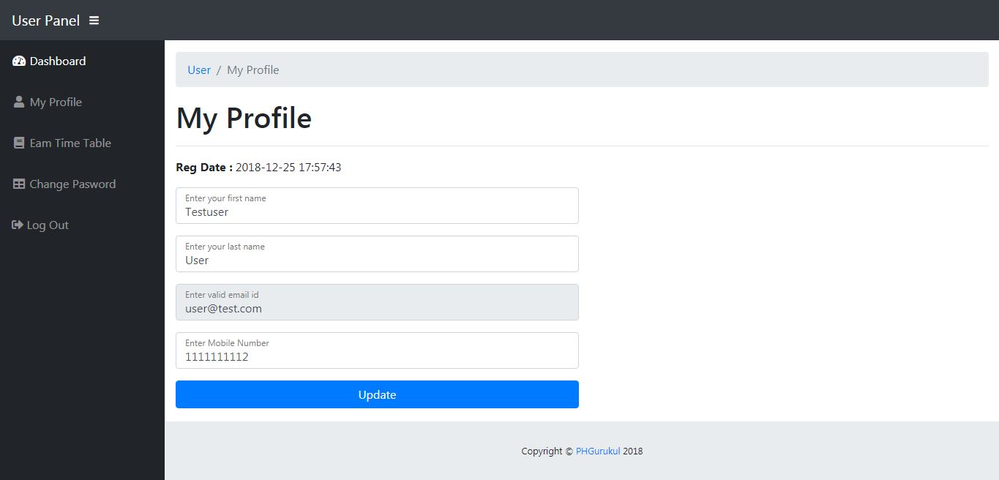 User Panel
Dashboard
My Profile
Eam Time Table
Change Pasword
Log Out
User / My Profile
My Profile
Reg Date : 2018-12-25 17:57:43
Enter your first name
Testuser
Enter your last name
User
Enter valid email id
user@test.com
Enter Mobile Number
1111111112
Update
Copyright © PHGurukul 2018